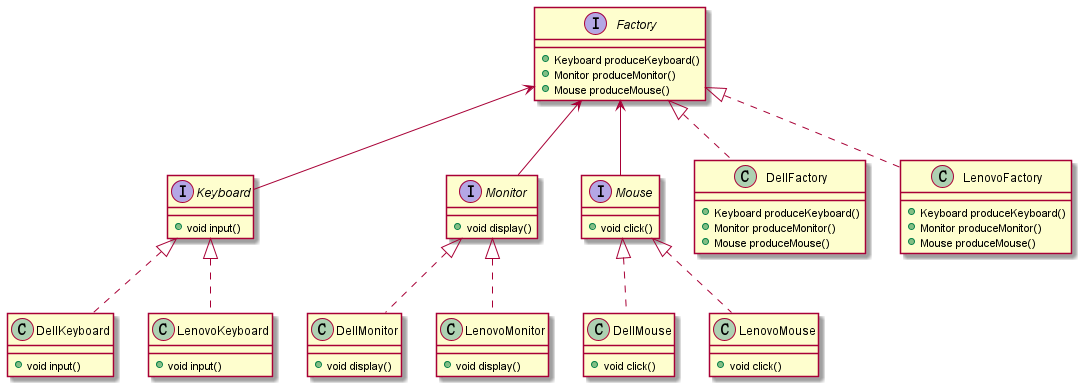 I Factory
Keyboard produceKeyboard()
Monitor produceMonitor()
Mouse produceMouse()
I Keyboard
void input()
I Monitor
void display()
I Mouse
void click()
C DellFactory
Keyboard produceKeyboard()
Monitor produceMonitor()
Mouse produceMouse()
C LenovoFactory
Keyboard produceKeyboard()
Monitor produceMonitor()
Mouse produceMouse()
C DellKeyboard
void input()
C LenovoKeyboard
void input()
C DellMonitor
void display()
C LenovoMonitor
void display()
C DellMouse
void click()
C LenovoMouse
void click()